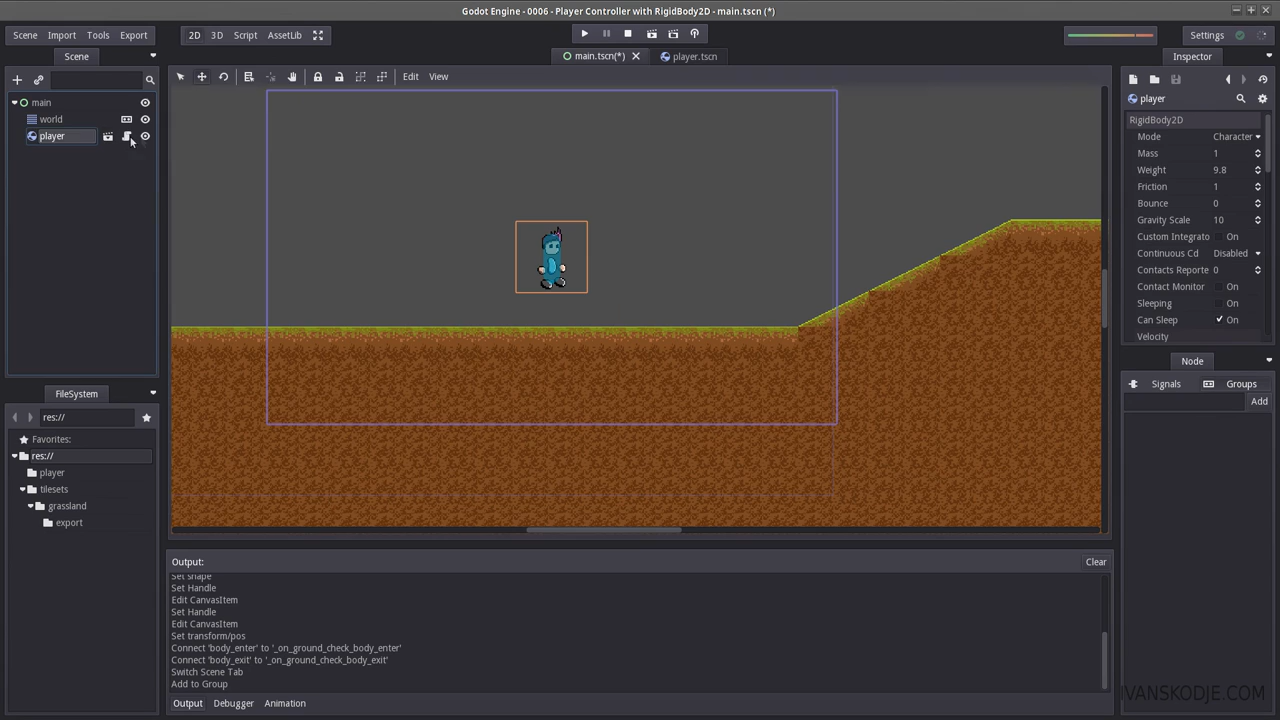 Godot Engine - 0006 - Player Controller with RigidBody2D - main.tscn (*)
Scene Import Tools Export
2D 3D Script AssetLib
Settings
Scene
main.tscn(*)
player.tscn
Inspector
Edit View
main
world
player
player
RigidBody2D
Mode Character
Mass 1
Weight 9.8
Friction 1
Bounce 0
Gravity Scale 10
Custom Integrato On
Continuous Cd Disabled
Contacts Reporte 0
Contact Monitor On
Sleeping On
Can Sleep On
Velocity
Node
Signals Groups
Add
FileSystem
res://
Favorites:
res://
player
tilesets
grassland
export
Output:
Clear
Set shape
Set Handle
Edit CanvasItem
Set Handle
Edit CanvasItem
Set transform/pos
Connect 'body_enter' to '_on_ground_check_body_enter'
Connect 'body_exit' to '_on_ground_check_body_exit'
Switch Scene Tab
Add to Group
Output Debugger Animation
IVANSKODJE.COM